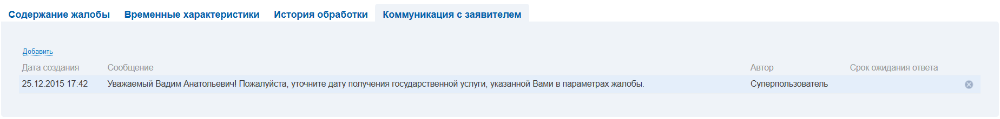 Содержание жалобы Временные характеристики История обработки Коммуникация с заявителем
Добавить
Дата создания Сообщение Автор Срок ожидания ответа
25.12.2015 17:42 Уважаемый Вадим Анатольевич! Пожалуйста, уточните дату получения государственной услуги, указанной Вами в параметрах жалобы. Суперпользователь